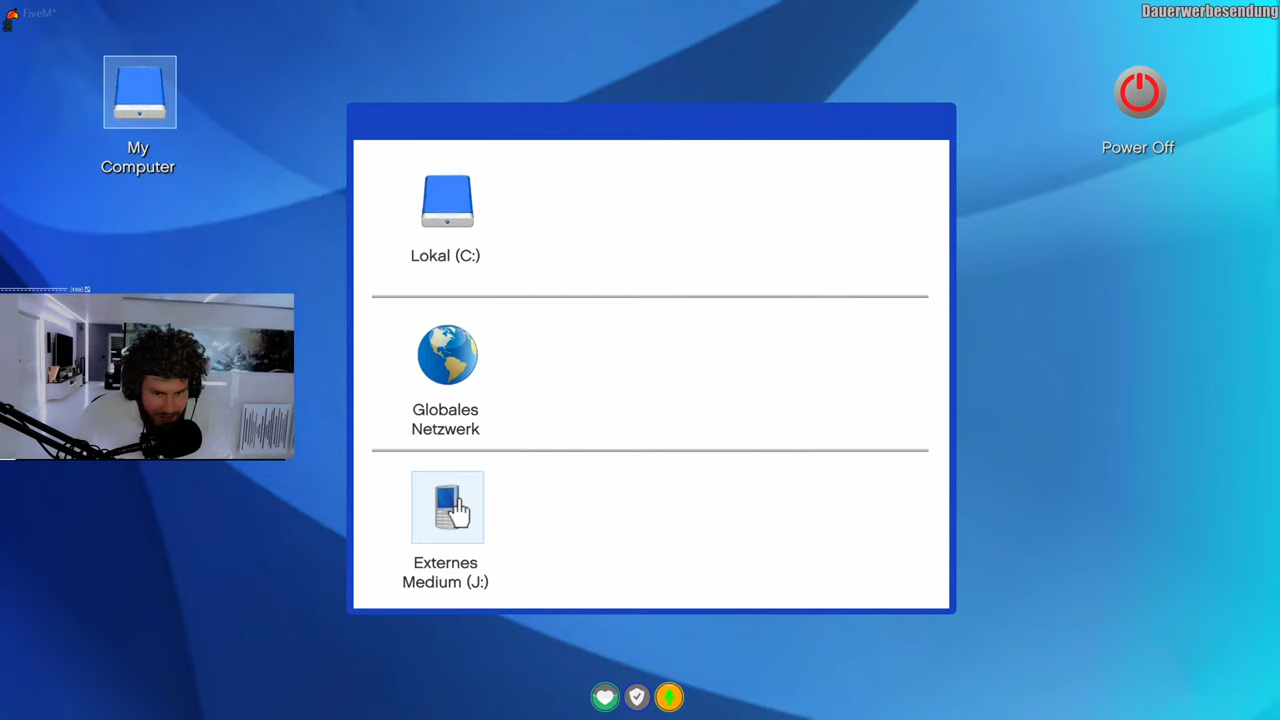 FiveM*
Dauerwerbesendung
My
Computer
Power Off
Lokal (C:)
Globales
Netzwerk
Externes
Medium (J:)